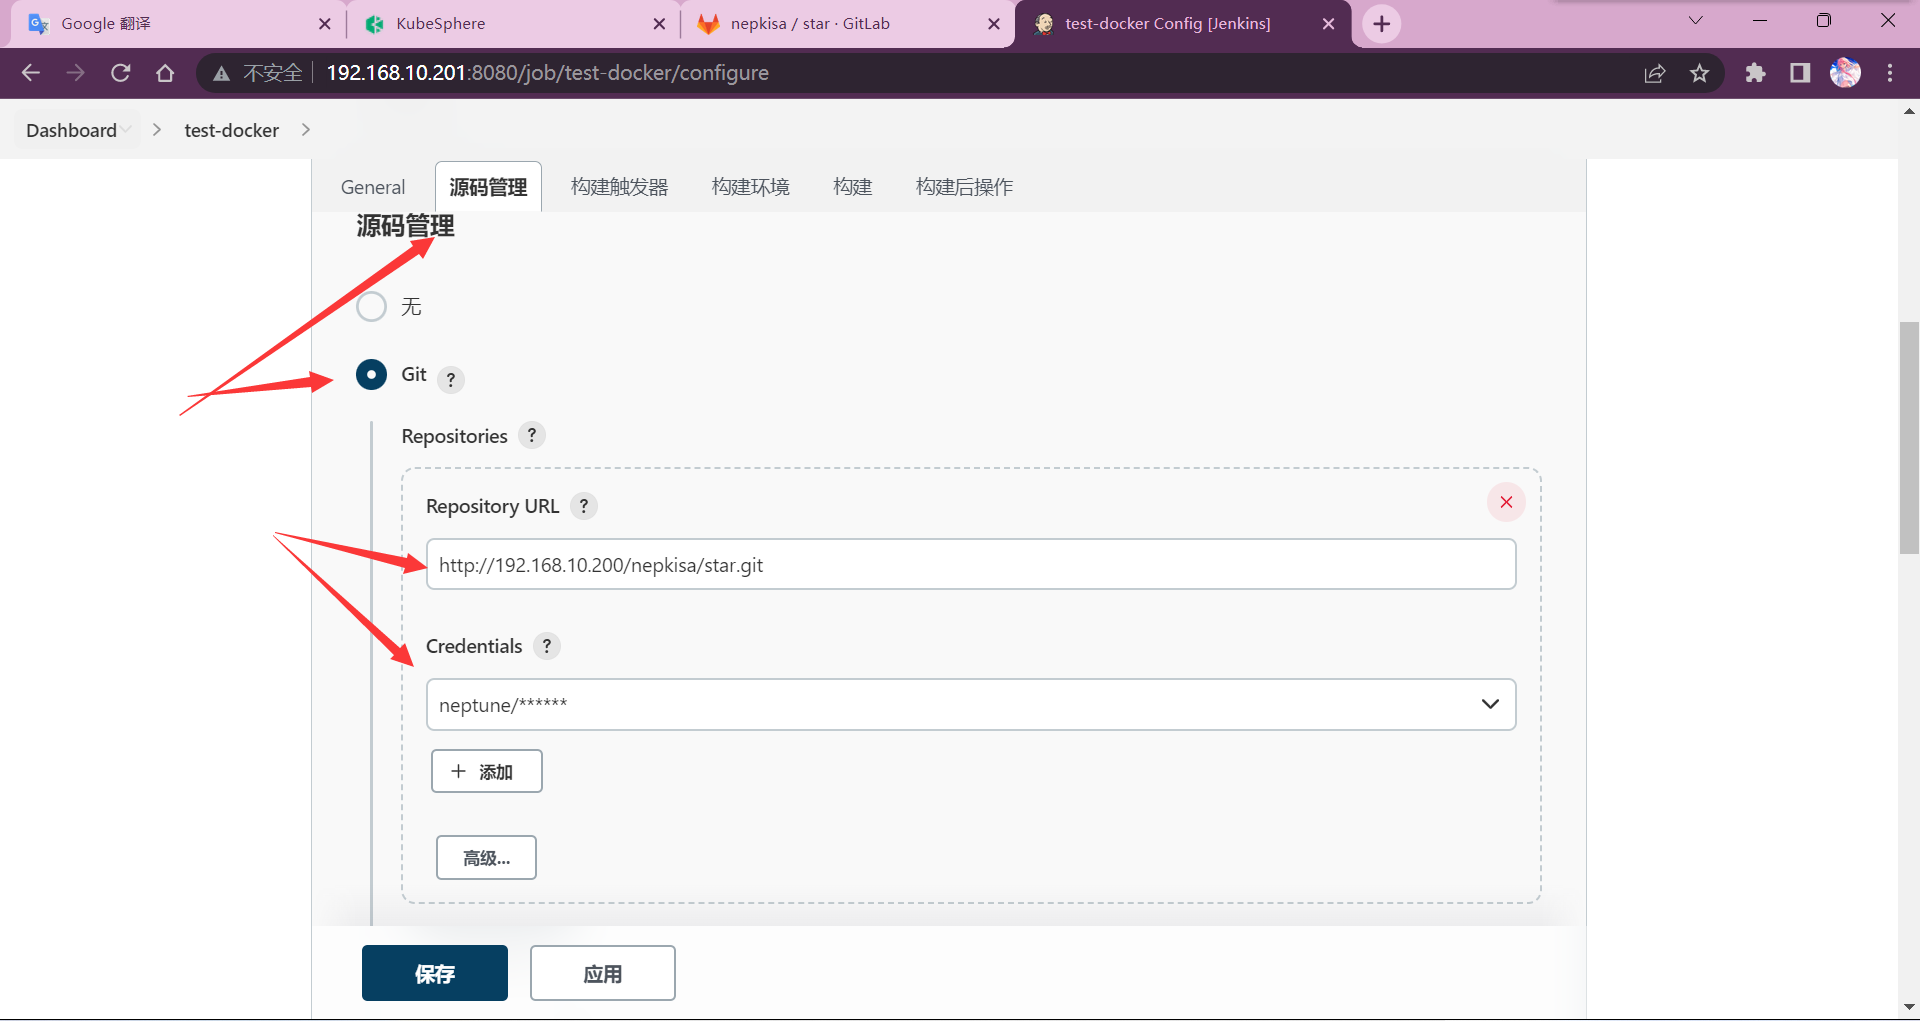 Google 翻译
KubeSphere
nepkisa / star · GitLab
test-docker Config [Jenkins]
不安全
192.168.10.201:8080/job/test-docker/configure
Dashboard
test-docker
General
源码管理
构建触发器
构建环境
构建
构建后操作
源码管理
无
Git ?
Repositories ?
Repository URL ?
http://192.168.10.200/nepkisa/star.git
Credentials ?
neptune/******
+ 添加
高级...
保存
应用